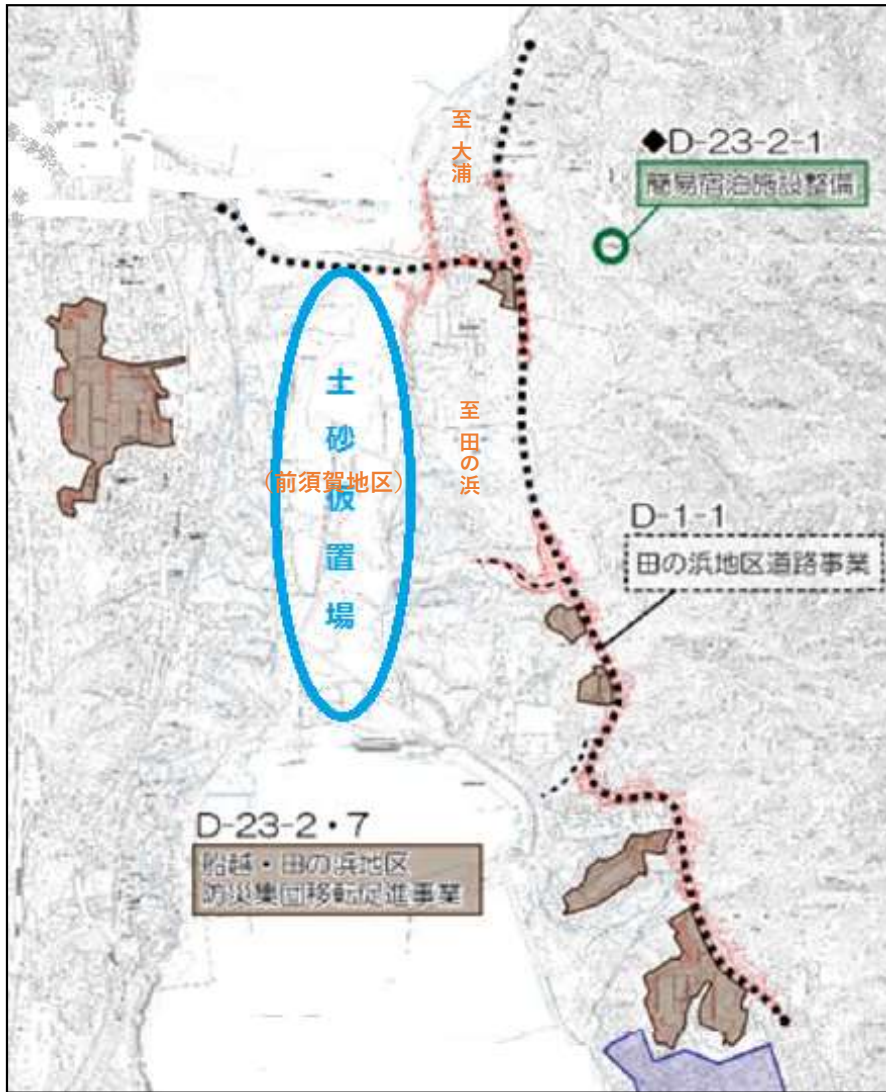 至 大浦
◆D-23-2-1
簡易宿泊施設整備
土砂仮置場
（前須賀地区）
至 田の浜
D-1-1
田の浜地区道路事業
D-23-2・7
船越・田の浜地区
防災集団移転促進事業